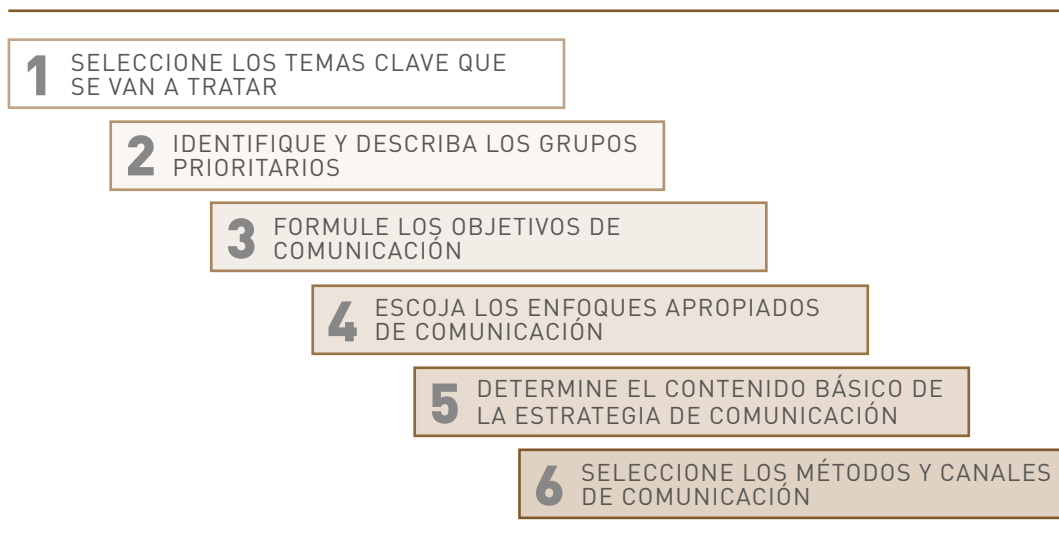 1 SELECCIONE LOS TEMAS CLAVE QUE
SE VAN A TRATAR
2 IDENTIFIQUE Y DESCRIBA LOS GRUPOS
PRIORITARIOS
3 FORMULE LOS OBJETIVOS DE
COMUNICACIÓN
4 ESCOJA LOS ENFOQUES APROPIADOS
DE COMUNICACIÓN
5 DETERMINE EL CONTENIDO BÁSICO DE
LA ESTRATEGIA DE COMUNICACIÓN
6 SELECCIONE LOS MÉTODOS Y CANALES
DE COMUNICACIÓN